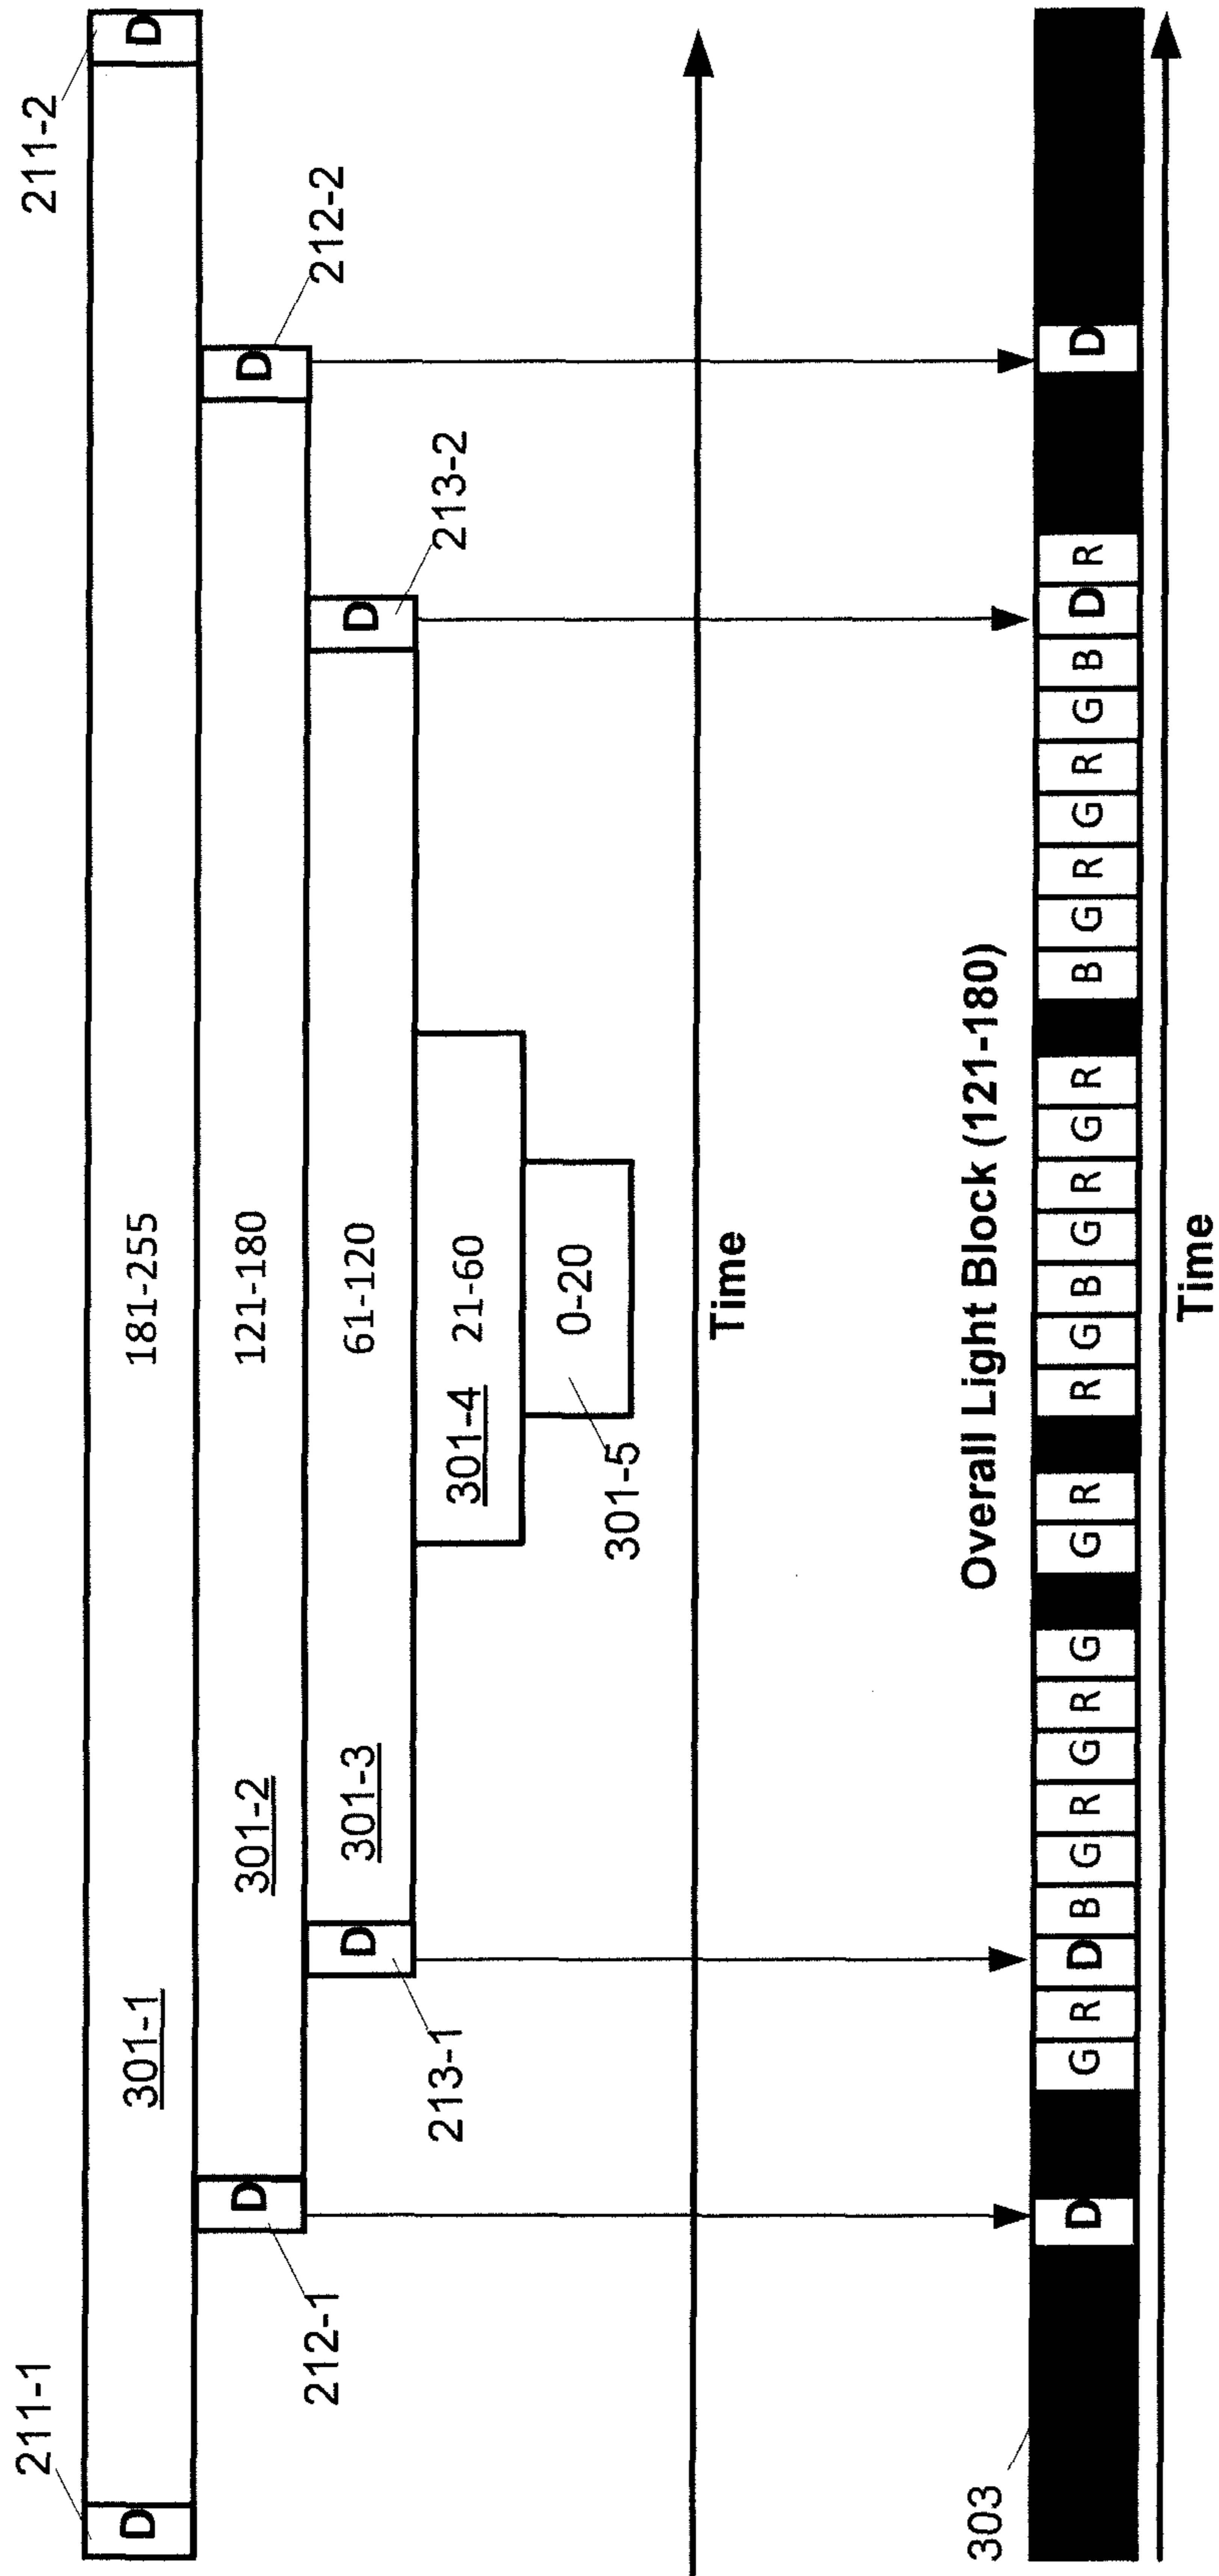 211-1 211-2
D 301-1 181-255 D
212-1 D 301-2 121-180 D 212-2
213-1 D 301-3 61-120 D 213-2
301-4 21-60
301-5 0-20
Time
Overall Light Block (121-180)
303
D G R D B G R G R G G R R G B G R G R B G R G R G B D R D
Time